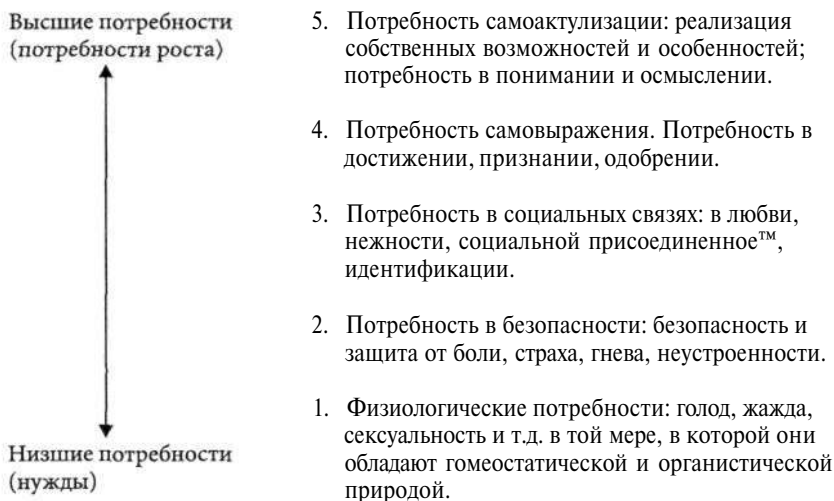 Высшие потребности
(потребности роста)
5. Потребность самоактулизации: реализация
собственных возможностей и особенностей;
потребность в понимании и осмыслении.
4. Потребность самовыражения. Потребность в
достижении, признании, одобрении.
3. Потребность в социальных связях: в любви,
нежности, социальной присоединенное™,
идентификации.
2. Потребность в безопасности: безопасность и
защита от боли, страха, гнева, неустроенности.
1. Физиологические потребности: голод, жажда,
сексуальность и т.д. в той мере, в которой они
обладают гомеостатической и органистической
природой.
Низшие потребности
(нужды)